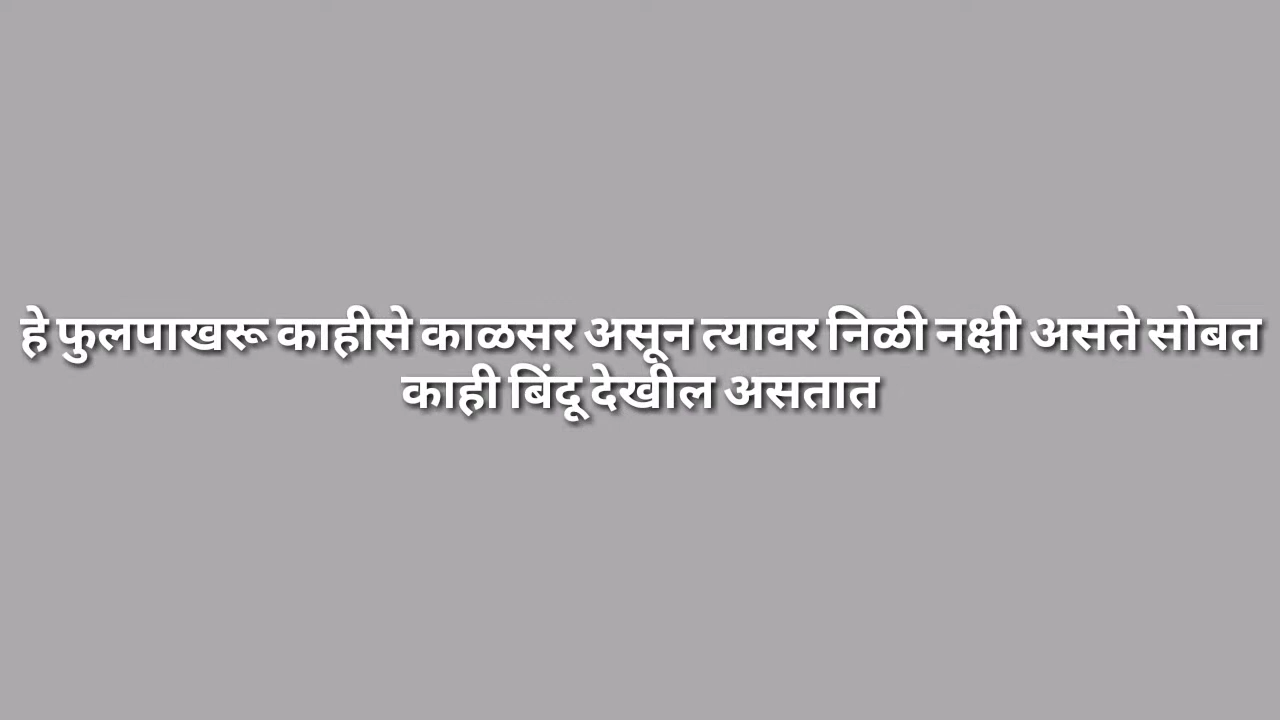 हे फुलपाखरू काहीसे काळसर असून त्यावर निळी नक्षी असते सोबत
काही बिंदू देखील असतात